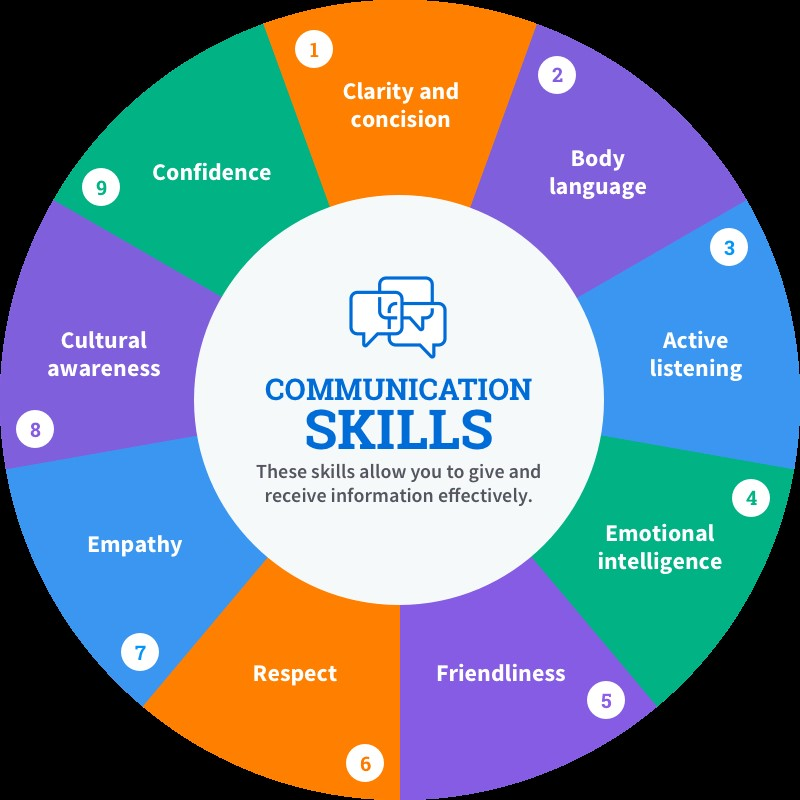 1
Clarity and
concision
2
Body
language
3
Active
listening
4
Emotional
intelligence
5
Friendliness
6
Respect
7
Empathy
8
Cultural
awareness
9
Confidence
COMMUNICATION
SKILLS
These skills allow you to give and
receive information effectively.